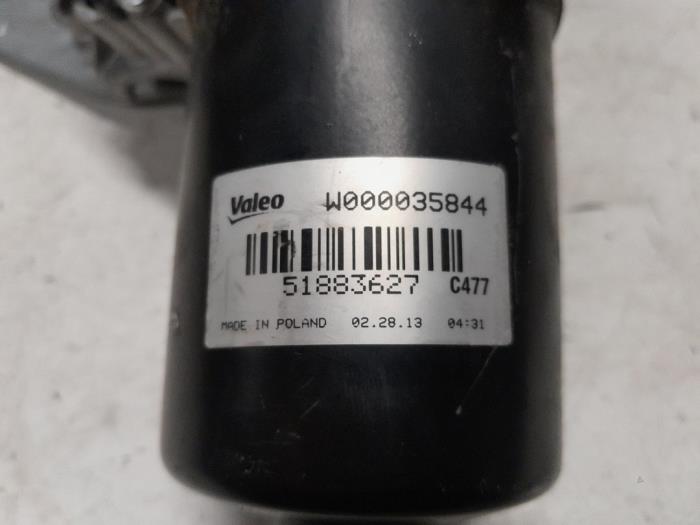 Valeo W000035844
51883627 C477
MADE IN POLAND 02.28.13 04:31